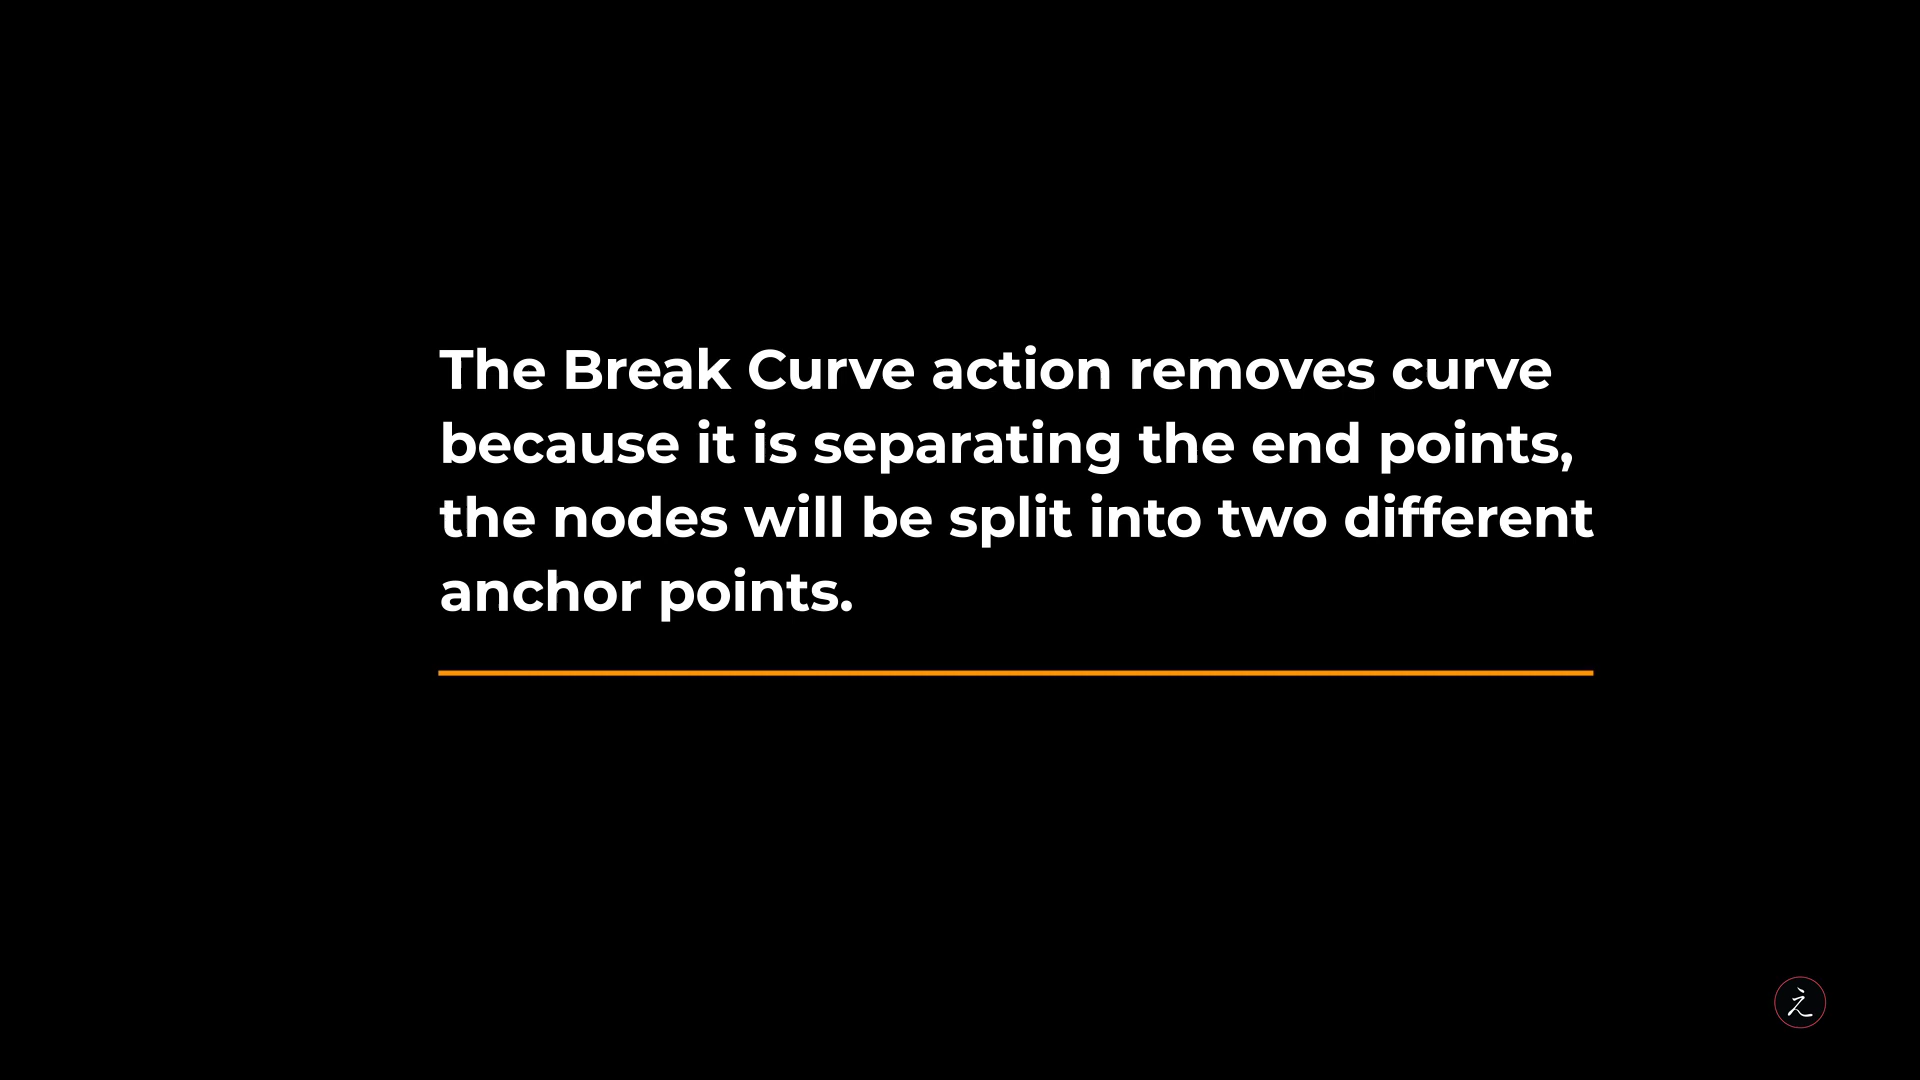 The Break Curve action removes curve
because it is separating the end points,
the nodes will be split into two different
anchor points.
え